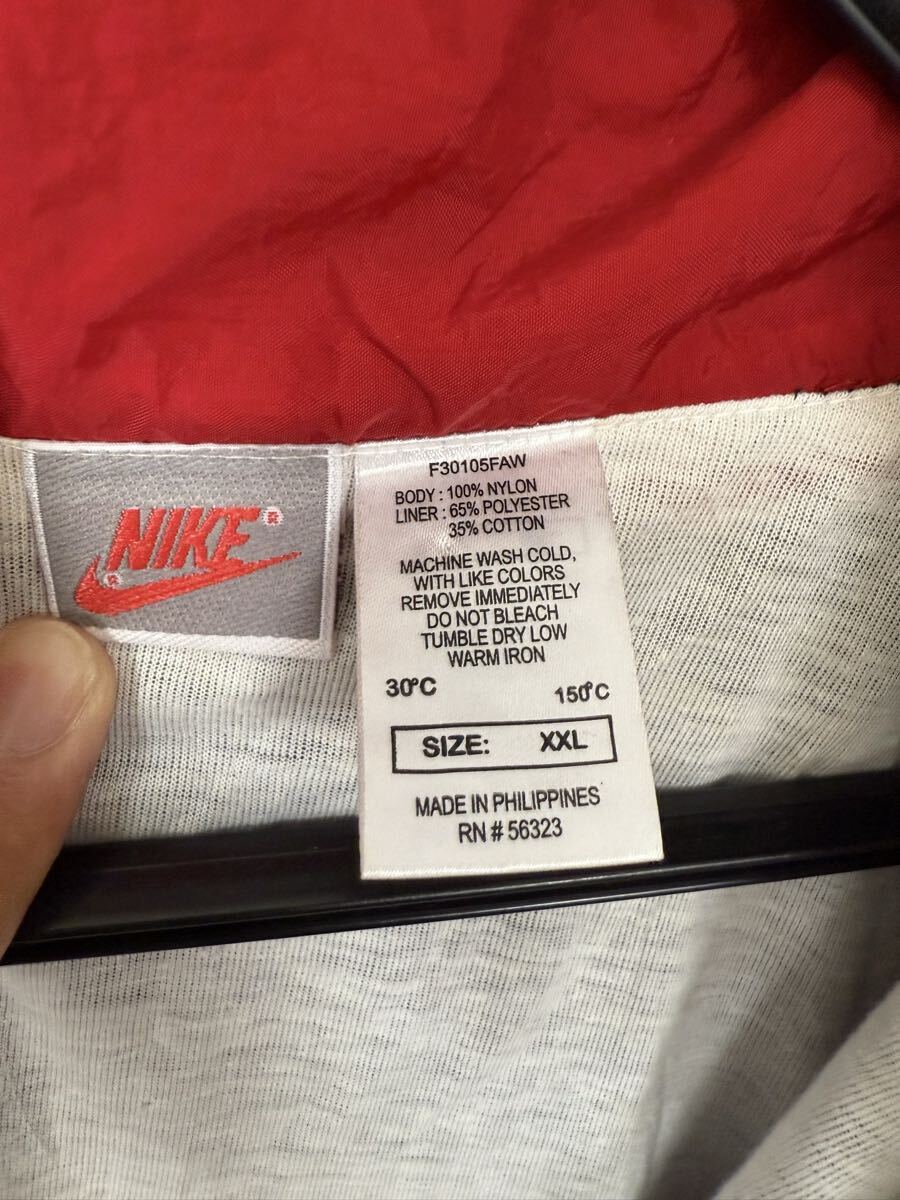 NIKE®
®
F30105FAW
BODY : 100% NYLON
LINER : 65% POLYESTER
35% COTTON
MACHINE WASH COLD,
WITH LIKE COLORS
REMOVE IMMEDIATELY
DO NOT BLEACH
TUMBLE DRY LOW
WARM IRON
30°C 150°C
SIZE: XXL
MADE IN PHILIPPINES
RN # 56323